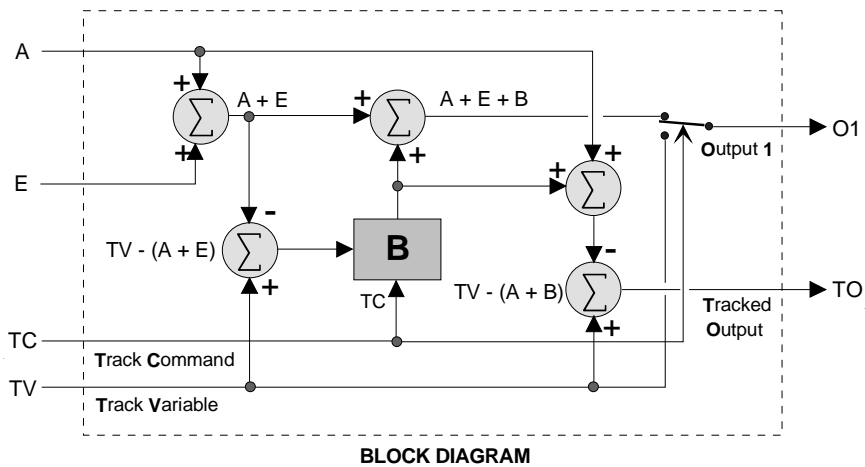 A
+
A + E
+
A + E + B
Σ
Σ
+
+
Output 1
O1
E
+
+
Σ
-
TV - (A + E)
Σ
+
B
-
TC
TV - (A + B)
Σ
+
Tracked
Output
TO
TC
Track Command
TV
Track Variable
BLOCK DIAGRAM